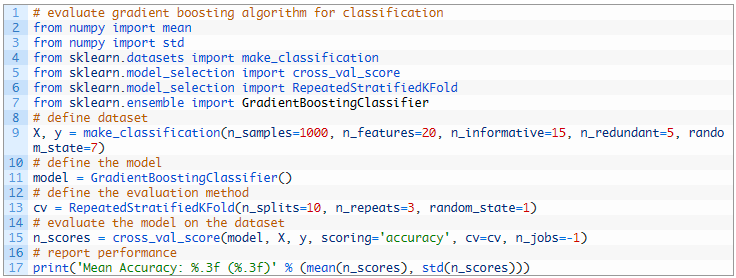 1 # evaluate gradient boosting algorithm for classification
2 from numpy import mean
3 from numpy import std
4 from sklearn.datasets import make_classification
5 from sklearn.model_selection import cross_val_score
6 from sklearn.model_selection import RepeatedStratifiedKFold
7 from sklearn.ensemble import GradientBoostingClassifier
8 # define dataset
9 X, y = make_classification(n_samples=1000, n_features=20, n_informative=15, n_redundant=5, rando
m_state=7)
10 # define the model
11 model = GradientBoostingClassifier()
12 # define the evaluation method
13 cv = RepeatedStratifiedKFold(n_splits=10, n_repeats=3, random_state=1)
14 # evaluate the model on the dataset
15 n_scores = cross_val_score(model, X, y, scoring='accuracy', cv=cv, n_jobs=-1)
16 # report performance
17 print('Mean Accuracy: %.3f (%.3f)' % (mean(n_scores), std(n_scores)))